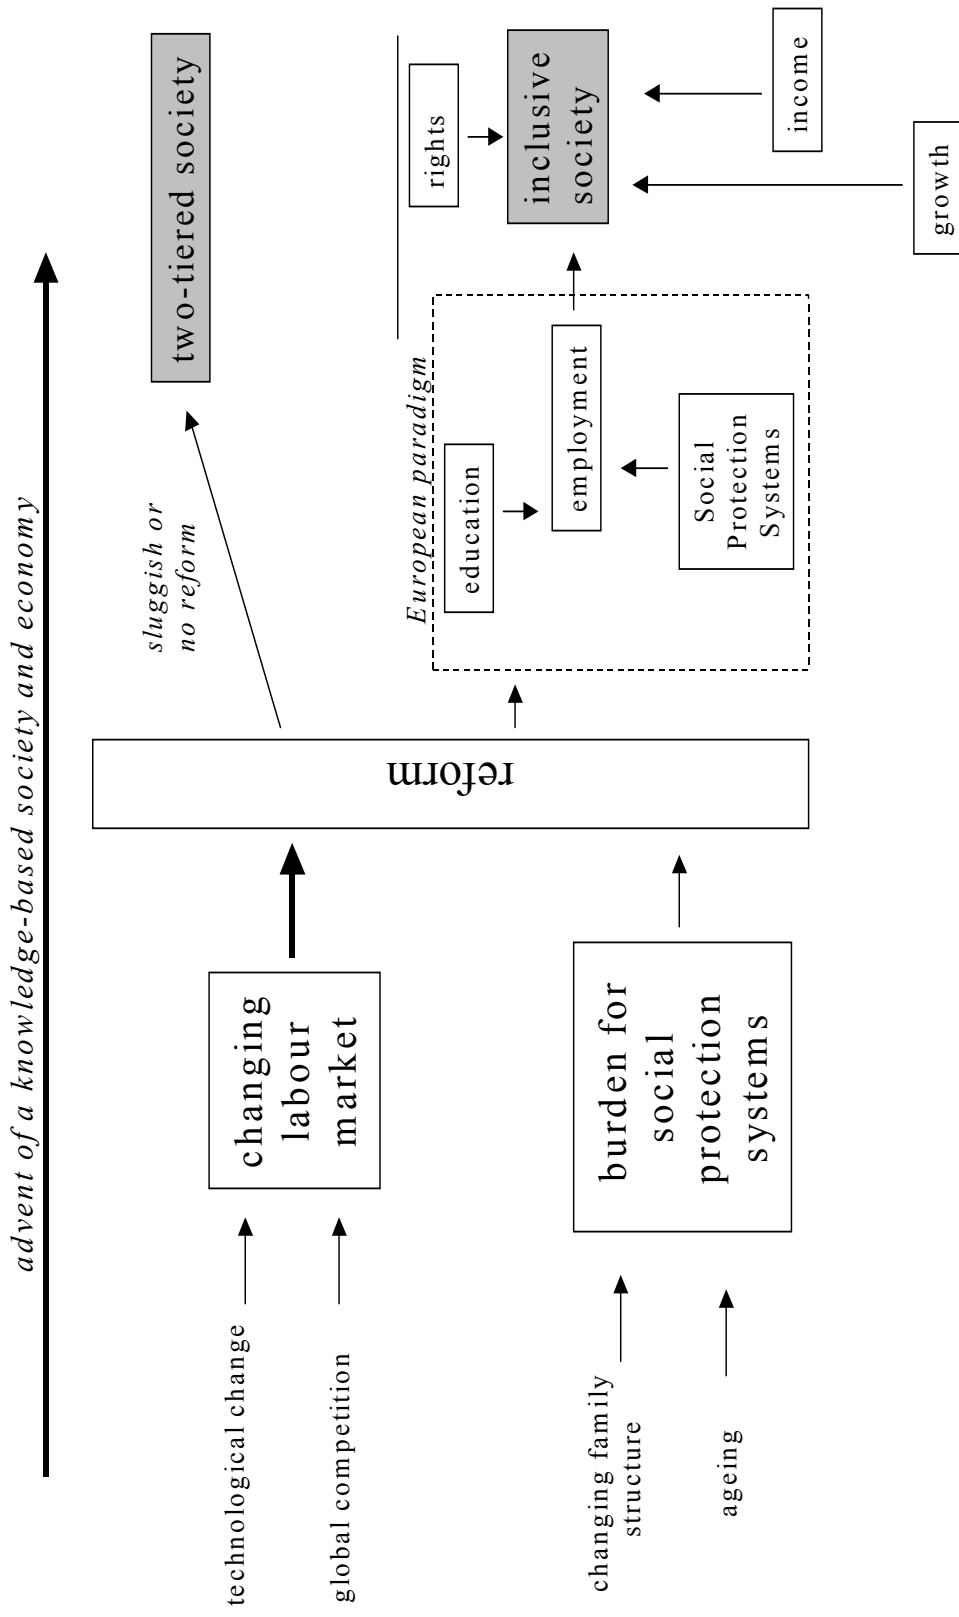 advent of a knowledge-based society and economy
technological change
global competition
changing
labour
market
changing family
structure
ageing
burden for
social
protection
systems
reform
sluggish or
no reform
two-tiered society
European paradigm
education
employment
Social
Protection
Systems
rights
inclusive
society
income
growth